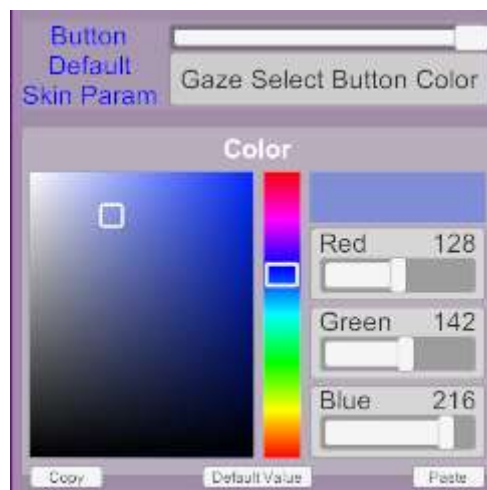 Button
Default
Skin Param
Gaze Select Button Color
Color
Red 128
Green 142
Blue 216
Copy
Default Value
Paste